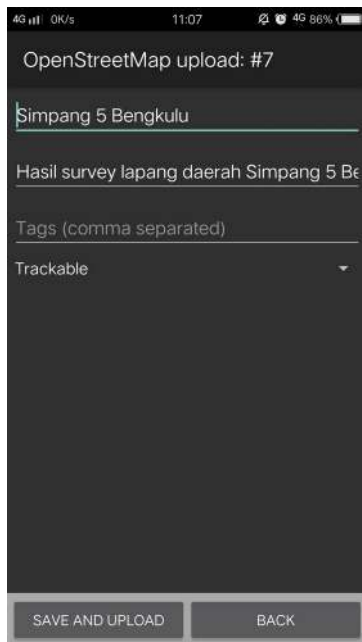 4G 0K/s 11:07 4G 86%
OpenStreetMap upload: #7
Simpang 5 Bengkulu
Hasil survey lapang daerah Simpang 5 Be
Tags (comma separated)
Trackable
SAVE AND UPLOAD BACK